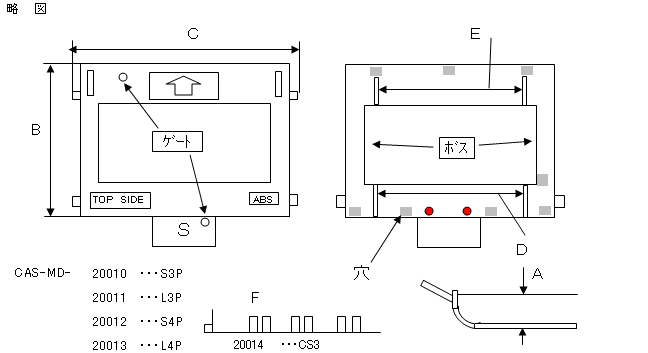 略 図
C
E
B
ｹﾞｰﾄ
ﾎﾞｽ
TOP SIDE
ABS
S
D
穴
A
CAS-MD- 20010 ･･･S3P
20011 ･･･L3P
F
20012 ･･･S4P
20013 ･･･L4P
20014 ･･･CS3